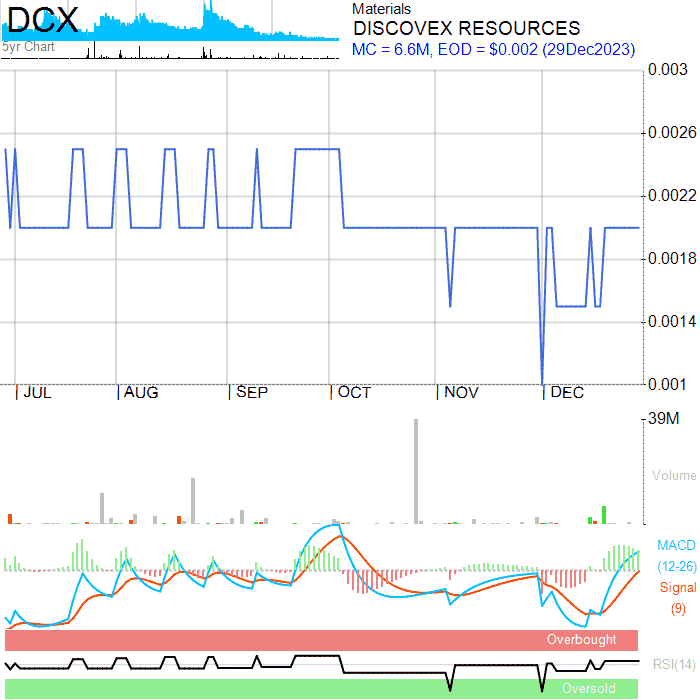 DCX
5yr Chart
Materials
DISCOVEX RESOURCES
MC = 6.6M, EOD = $0.002 (29Dec2023)
0.003
0.0026
0.0022
0.0018
0.0014
0.001
JUL AUG SEP OCT NOV DEC
39M
Volume
MACD
(12-26)
Signal
(9)
Overbought
RSI(14)
Oversold